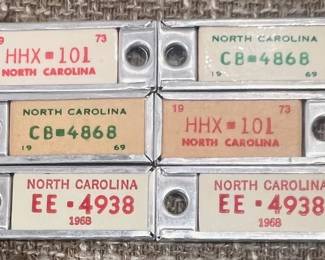 19 73
HHX-101
NORTH CAROLINA
NORTH CAROLINA
CB-4868
19 69
NORTH CAROLINA
CB-4868
19 69
19 73
HHX-101
NORTH CAROLINA
NORTH CAROLINA
EE-4938
1968
NORTH CAROLINA
EE-4938
1968